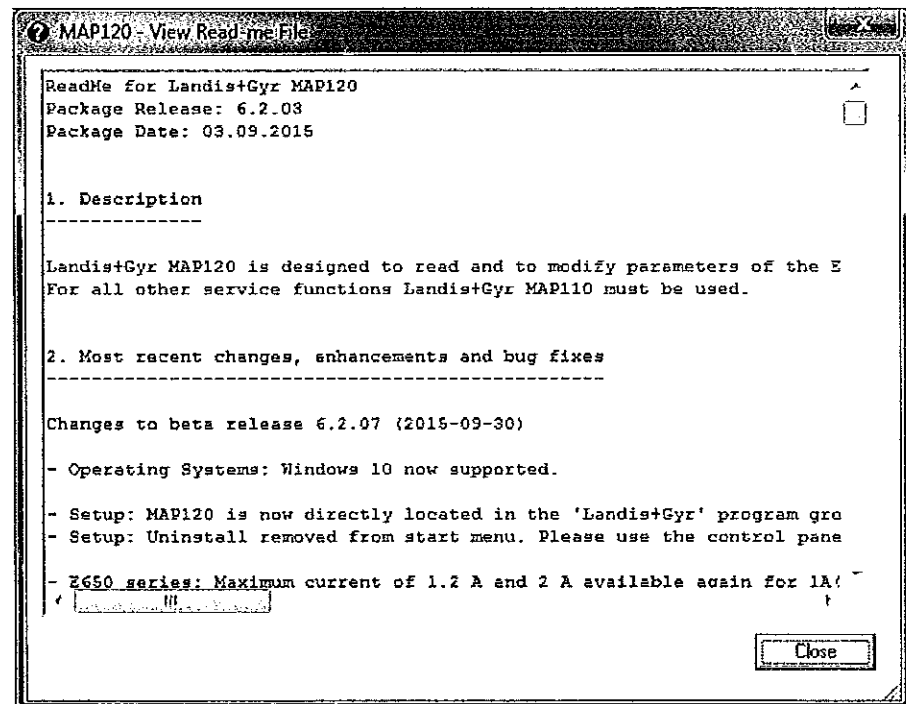 MAP120 - View Read-me File
ReadMe for Landis+Gyr MAP120
Package Release: 6.2.03
Package Date: 03.09.2015
1. Description
--------------
Landis+Gyr MAP120 is designed to read and to modify parameters of the E
For all other service functions Landis+Gyr MAP110 must be used.
2. Most recent changes, enhancements and bug fixes
--------------------------------------------------
Changes to beta release 6.2.07 (2015-09-30)
- Operating Systems: Windows 10 now supported.
- Setup: MAP120 is now directly located in the 'Landis+Gyr' program gro
- Setup: Uninstall removed from start menu. Please use the control pane
- E650 series: Maximum current of 1.2 A and 2 A available again for 1A(
Close